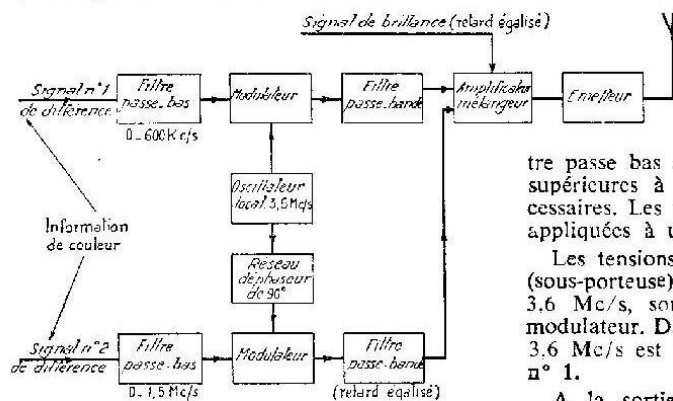 Signal de brillance (retard égalisé)
Signal n° 1
de différence
Filtre
passe-bas
0-600 Kc/s
Modulateur
Filtre
passe-bande
Amplificateur
mélangeur
Emetteur
Oscillateur
local 3,6 Mc/s
Information
de couleur
Réseau
déphaseur
de 90°
Signal n° 2
de différence
Filtre
passe-bas
0-1,5 Mc/s
Modulateur
Filtre
passe-bande
(retard égalisé)
tre passe bas
supérieures à
cessaires. Les
appliquées à u
Les tensions
(sous-porteuse)
3.6 Mc/s, son
modulateur. D
3.6 Mc/s est
n° 1.
A la sortie